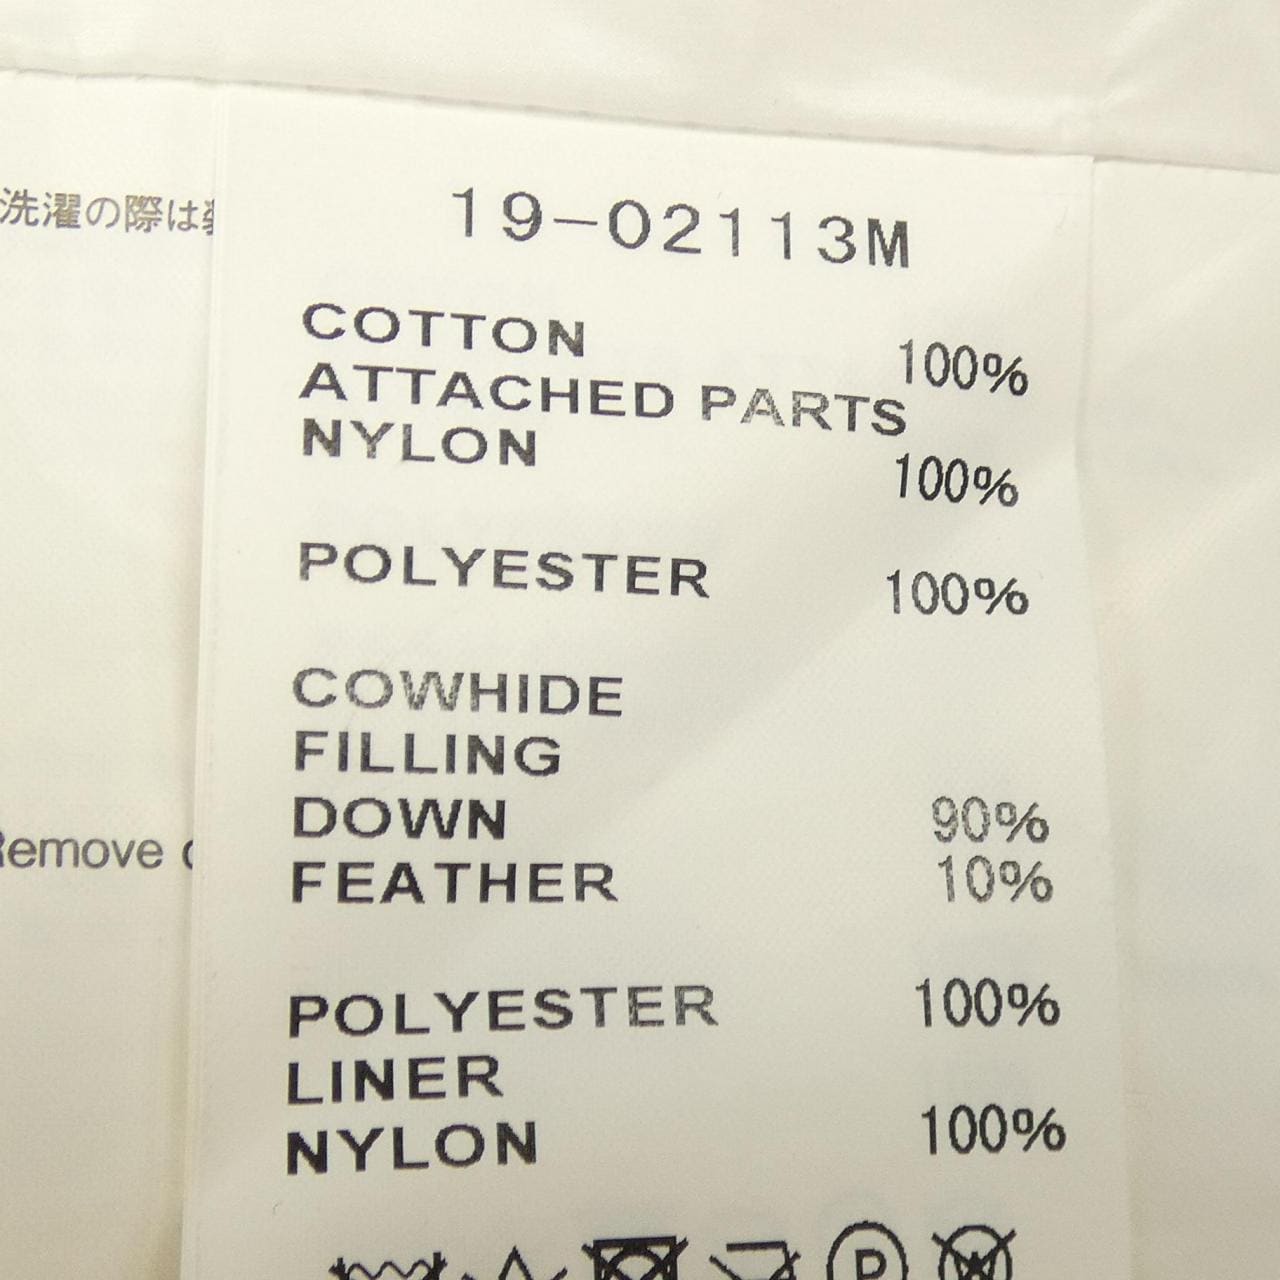 洗濯の際は
19-02113M
COTTON 100%
ATTACHED PARTS
NYLON 100%
POLYESTER 100%
COWHIDE
FILLING
DOWN 90%
FEATHER 10%
Remove
POLYESTER 100%
LINER
NYLON 100%
P
W